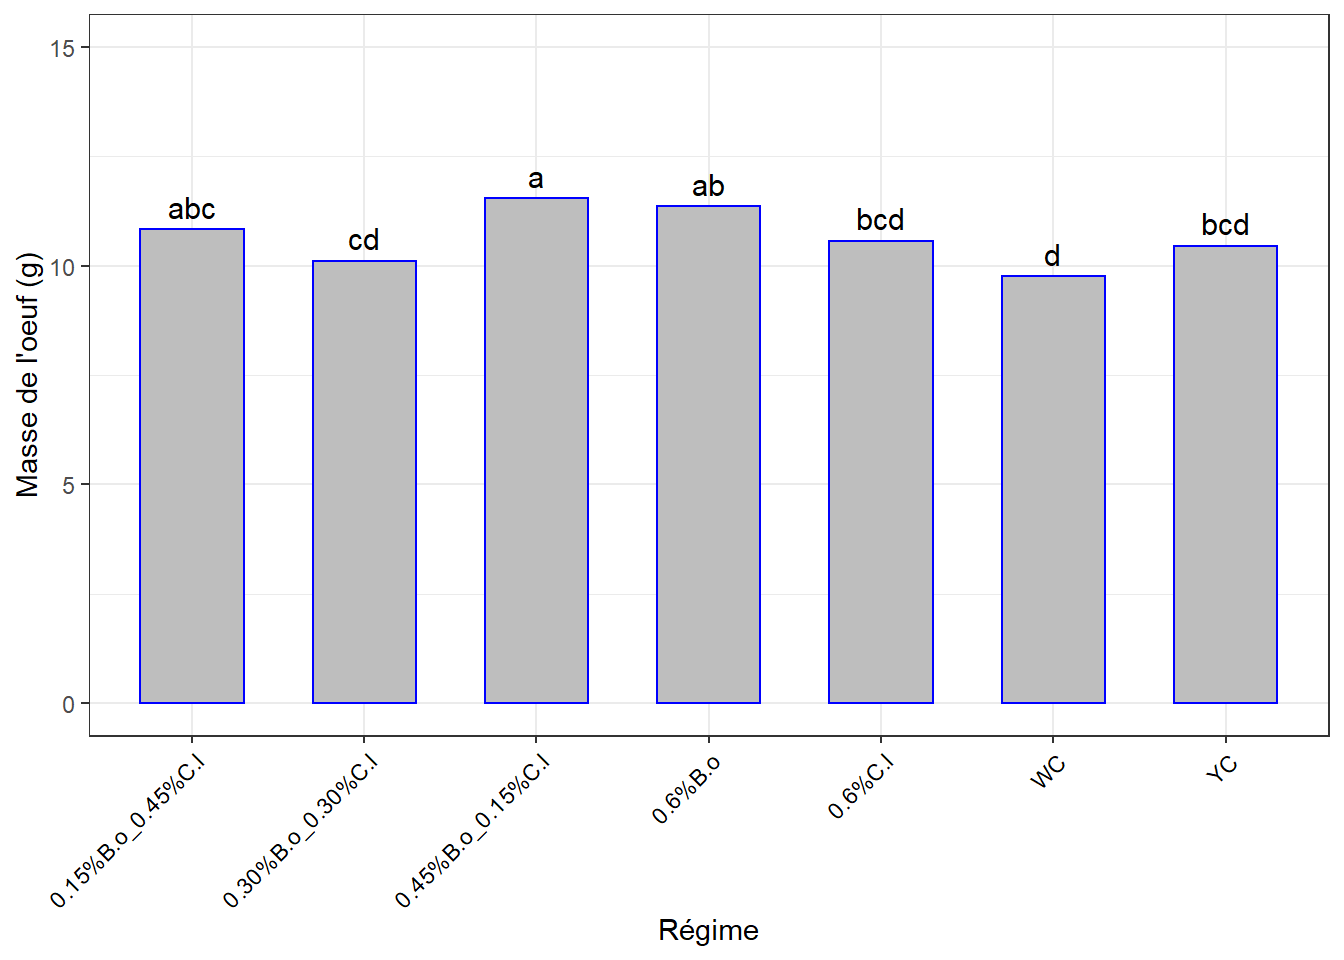 15
10
5
0
Masse de l'oeuf (g)
abc
cd
a
ab
bcd
d
bcd
0.15%B.o_0.45%C.l
0.30%B.o_0.30%C.l
0.45%B.o_0.15%C.l
0.6%B.o
0.6%C.l
WC
YC
Régime